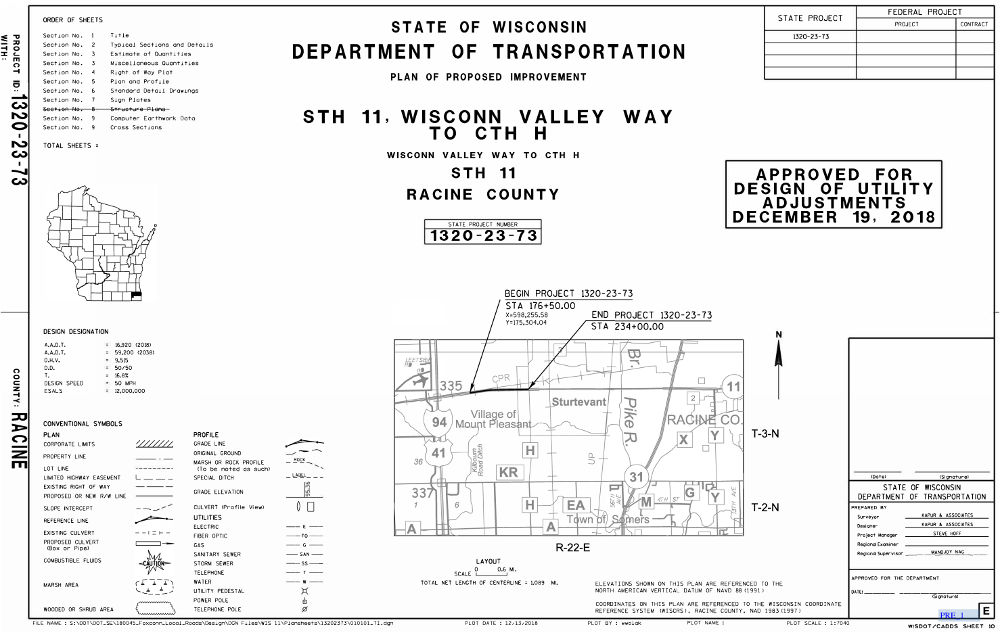 PROJECT ID: 1320-23-73
WITH:
COUNTY: RACINE
ORDER OF SHEETS
Section No. 1 Title
Section No. 2 Typical Sections and Details
Section No. 3 Estimate of Quantities
Section No. 3 Miscellaneous Quantities
Section No. 4 Right of Way Plat
Section No. 5 Plan and Profile
Section No. 6 Standard Detail Drawings
Section No. 7 Sign Plates
Section No. 8 Structure Plans
Section No. 9 Computer Earthwork Data
Section No. 9 Cross Sections
TOTAL SHEETS =
STATE OF WISCONSIN
DEPARTMENT OF TRANSPORTATION
PLAN OF PROPOSED IMPROVEMENT
STH 11, WISCONN VALLEY WAY
TO CTH H
WISCONN VALLEY WAY TO CTH H
STH 11
RACINE COUNTY
STATE PROJECT NUMBER
1320-23-73
STATE PROJECT
FEDERAL PROJECT
PROJECT CONTRACT
1320-23-73
APPROVED FOR
DESIGN OF UTILITY
ADJUSTMENTS
DECEMBER 19, 2018
DESIGN DESIGNATION
A.A.D.T. = 16,920 (2018)
A.A.D.T. = 59,200 (2038)
D.H.V. = 9,515
D.D. = 50/50
T. = 16.8%
DESIGN SPEED = 50 MPH
ESALS = 12,000,000
CONVENTIONAL SYMBOLS
PLAN
CORPORATE LIMITS
PROPERTY LINE
LOT LINE
LIMITED HIGHWAY EASEMENT
EXISTING RIGHT OF WAY
PROPOSED OR NEW R/W LINE
SLOPE INTERCEPT
REFERENCE LINE
EXISTING CULVERT
PROPOSED CULVERT
(Box or Pipe)
COMBUSTIBLE FLUIDS
CAUTION
MARSH AREA
WOODED OR SHRUB AREA
PROFILE
GRADE LINE
ORIGINAL GROUND
MARSH OR ROCK PROFILE
(To be noted as such)
ROCK
SPECIAL DITCH
LABEL
GRADE ELEVATION
95.36
CULVERT (Profile View)
UTILITIES
ELECTRIC E
FIBER OPTIC FO
GAS G
SANITARY SEWER SAN
STORM SEWER SS
TELEPHONE T
WATER W
UTILITY PEDESTAL
POWER POLE
TELEPHONE POLE
BEGIN PROJECT 1320-23-73
STA 176+50.00
X=598,255.58
Y=175,304.04
END PROJECT 1320-23-73
STA 234+00.00
N
3
Br.
CPR
RD
RD
335
11
2
Sturtevant
Village of
Mount Pleasant
94
Pike R.
RACINE CO.
X
Y
H
41
36
Kilbourn
Road Ditch
UP
KR
31
337
1
6
H
EA
56TH
AVE
M
4TH ST
G
Y
13TH AVE
Town of Somers
A
A
T-3-N
T-2-N
R-22-E
LAYOUT
SCALE 0 0.6 MI.
TOTAL NET LENGTH OF CENTERLINE = 1.089 MI.
ELEVATIONS SHOWN ON THIS PLAN ARE REFERENCED TO THE
NORTH AMERICAN VERTICAL DATUM OF NAVD 88 (1991)
COORDINATES ON THIS PLAN ARE REFERENCED TO THE WISCONSIN COORDINATE
REFERENCE SYSTEM (WISCRS), RACINE COUNTY, NAD 1983 (1997)
(Date) (Signature)
STATE OF WISCONSIN
DEPARTMENT OF TRANSPORTATION
PREPARED BY
Surveyor KAPUR & ASSOCIATES
Designer KAPUR & ASSOCIATES
Project Manager STEVE HOFF
Regional Examiner
Regional Supervisor MANOJOY NAG
APPROVED FOR THE DEPARTMENT
DATE:
(Signature)
PRE_1
E
FILE NAME : S:\DOT\DOT_SE\180045_Foxconn_Local_Roads\Design\DGN Files\WIS 11\Plansheets\13202373\010101_TI.dgn
PLOT DATE : 12/13/2018
PLOT BY : wwolak
PLOT NAME :
PLOT SCALE : 1:7040
WISDOT/CADDS SHEET 10